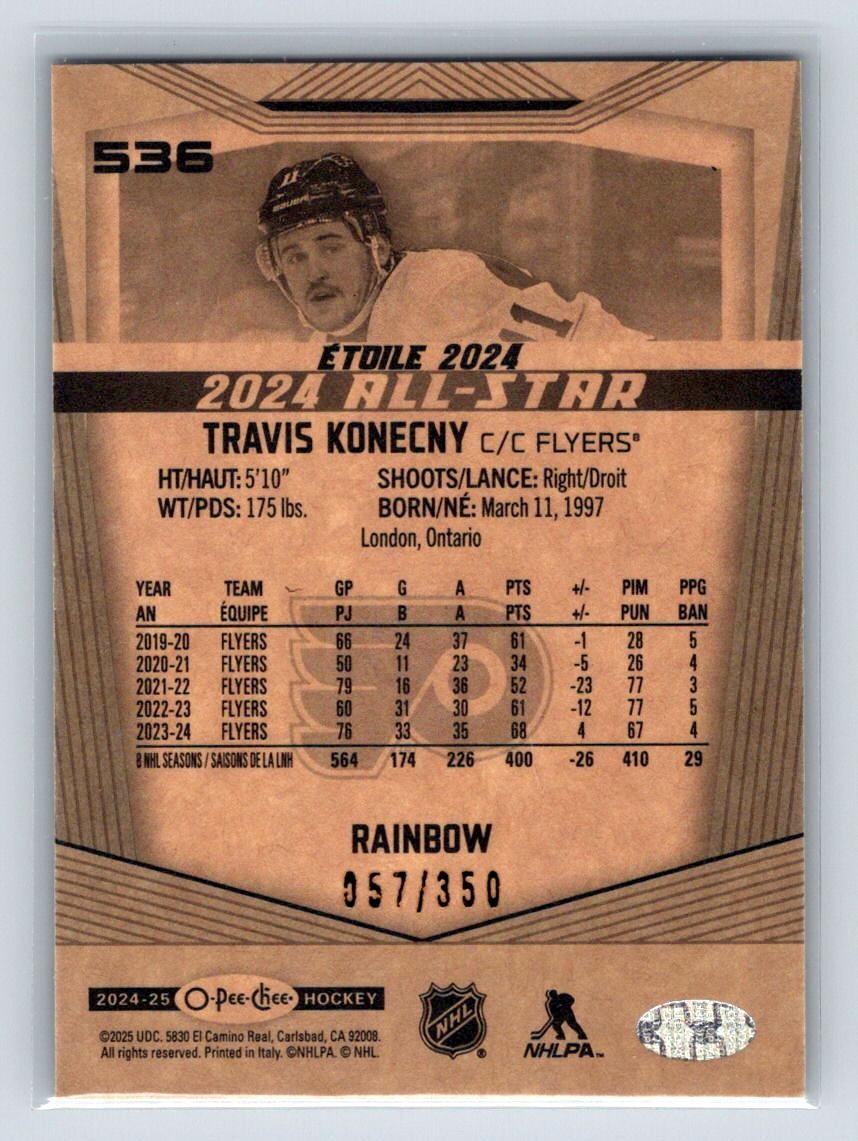 536
11
BAUER
11
ÉTOILE 2024
2024 ALL-STAR
TRAVIS KONECNY C/C FLYERS®
HT/HAUT: 5'10" SHOOTS/LANCE: Right/Droit
WT/PDS: 175 lbs. BORN/NÉ: March 11, 1997
London, Ontario
YEAR TEAM GP G A PTS +/- PIM PPG
AN ÉQUIPE PJ B A PTS +/- PUN BAN
2019-20 FLYERS 66 24 37 61 -1 28 5
2020-21 FLYERS 50 11 23 34 -5 26 4
2021-22 FLYERS 79 16 36 52 -23 77 3
2022-23 FLYERS 60 31 30 61 -12 77 5
2023-24 FLYERS 76 33 35 68 4 67 4
8 NHL SEASONS / SAISONS DE LA LNH 564 174 226 400 -26 410 29
RAINBOW
057/350
2024-25 O-Pee-Chee® HOCKEY
©2025 UDC. 5830 El Camino Real, Carlsbad, CA 92008.
All rights reserved. Printed in Italy. ©NHLPA. © NHL.
NHL ®
NHLPA™